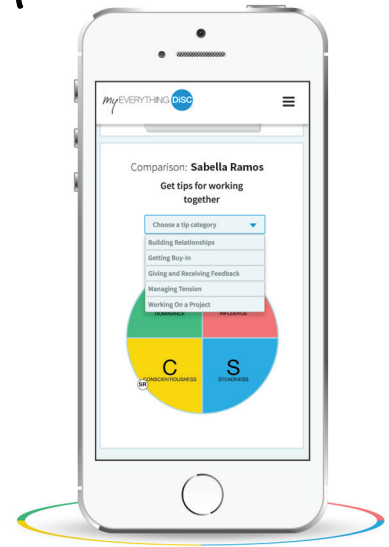 my EVERYTHING DiSC
Comparison: Sabella Ramos
Get tips for working
together
Choose a tip category
Building Relationships
Getting Buy-In
Giving and Receiving Feedback
Managing Tension
Working On a Project
DOMINANCE
INFLUENCE
C
CONSCIENTIOUSNESS
SR
S
STEADINESS